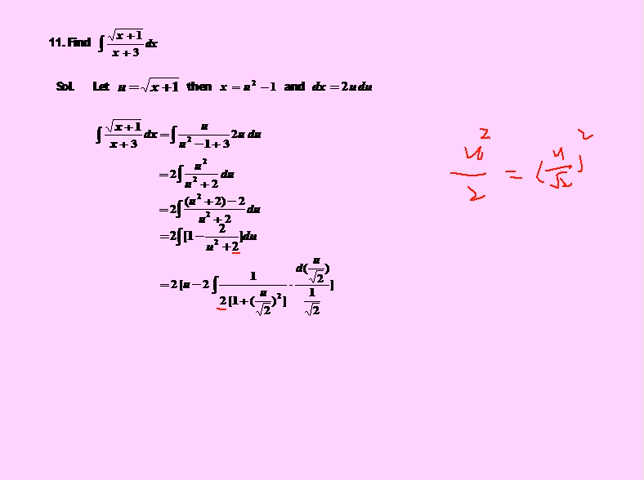 11. Find ∫ √(x+1)/(x+3) dx
Sol. Let u = √(x+1) then x = u² − 1 and dx = 2u du
∫ √(x+1)/(x+3) dx = ∫ u/(u² − 1 + 3) 2u du
= 2∫ u²/(u² + 2) du
= 2∫ ((u² + 2) − 2)/(u² + 2) du
= 2∫ [1 − 2/(u² + 2)] du
= 2 [u − 2 ∫ 1/(2 [1 + (u/√2)²]) · d(u/√2)/(1/√2)]
u²/2 = (u/√2)²